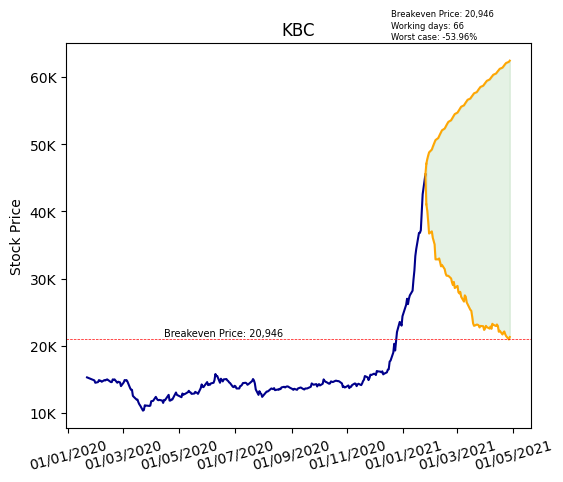 Breakeven Price: 20,946
Working days: 66
Worst case: -53.96%
KBC
Stock Price
60K
50K
40K
30K
20K
10K
Breakeven Price: 20,946
01/01/2020
01/03/2020
01/05/2020
01/07/2020
01/09/2020
01/11/2020
01/01/2021
01/03/2021
01/05/2021